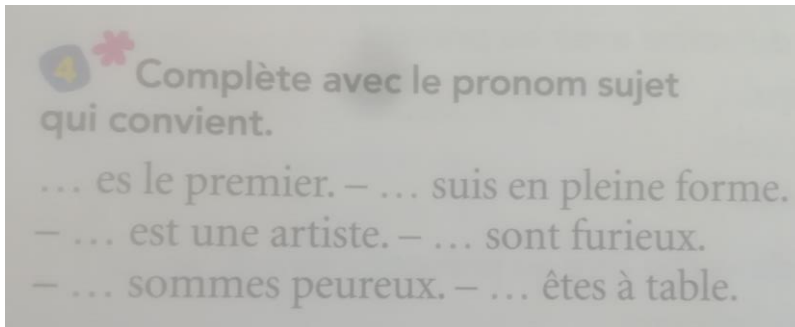 4 * Complète avec le pronom sujet
qui convient.
... es le premier. – ... suis en pleine forme.
– ... est une artiste. – ... sont furieux.
– ... sommes peureux. – ... êtes à table.